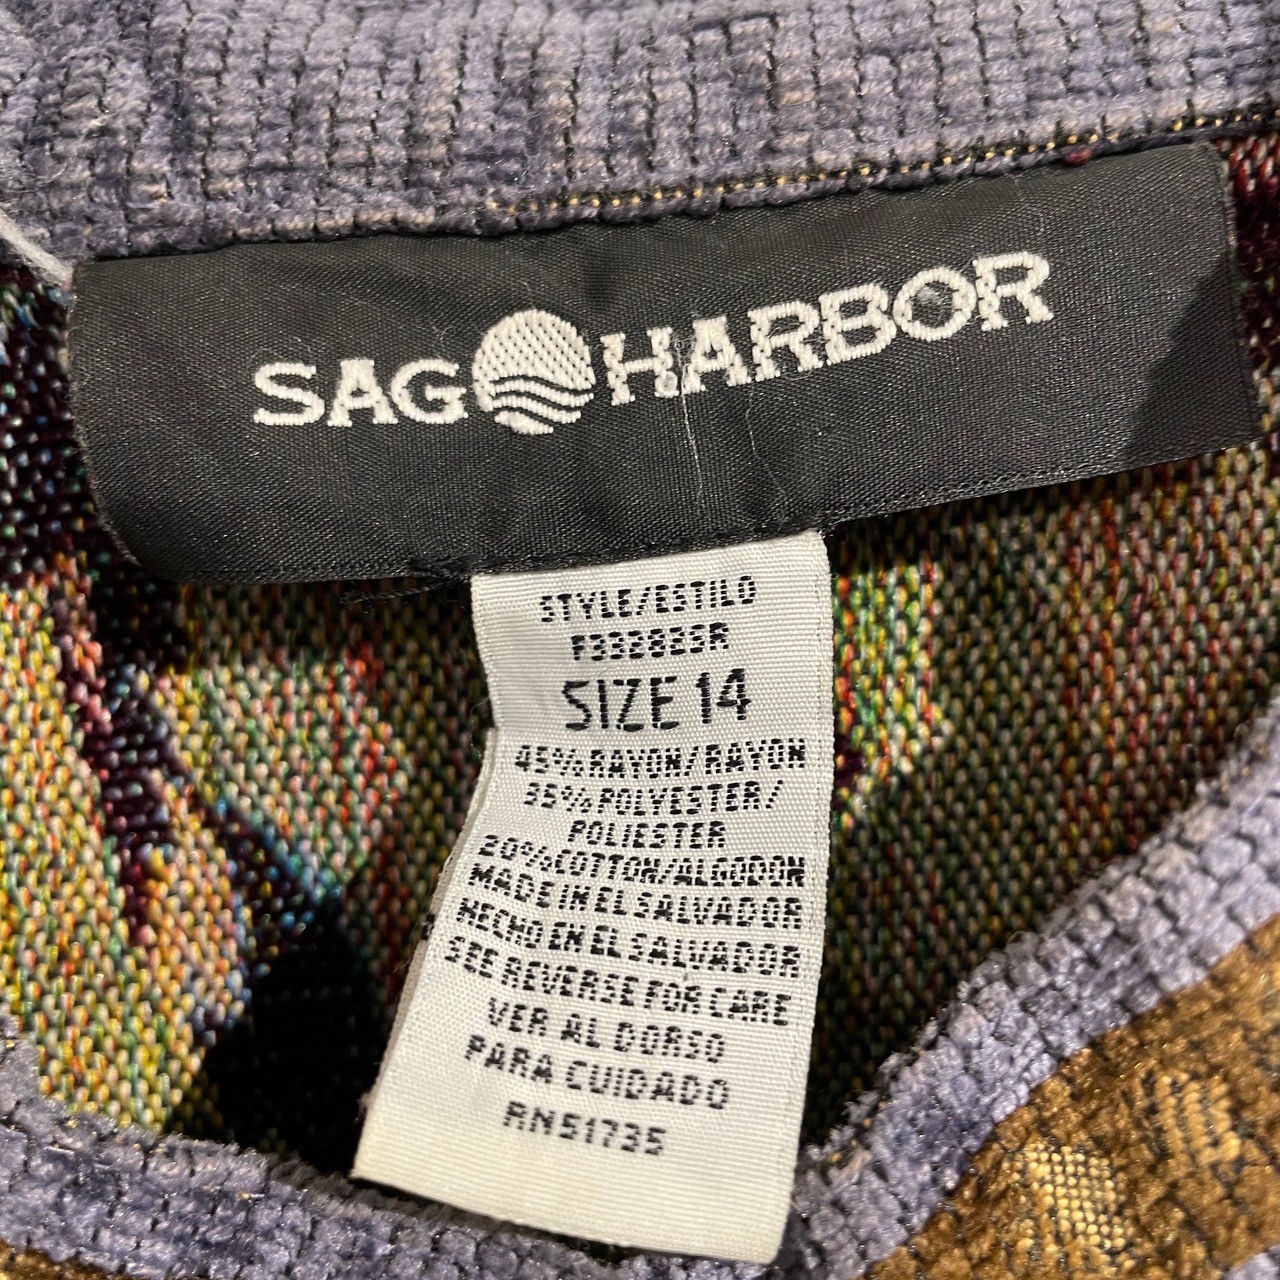 SAG HARBOR
STYLE/ESTILO
F33282SR
SIZE 14
45% RAYON/RAYON
35% POLYESTER/
POLIESTER
20% COTTON/ALGODON
MADE IN EL SALVADOR
HECHO EN EL SALVADOR
SEE REVERSE FOR CARE
VER AL DORSO
PARA CUIDADO
RN51735